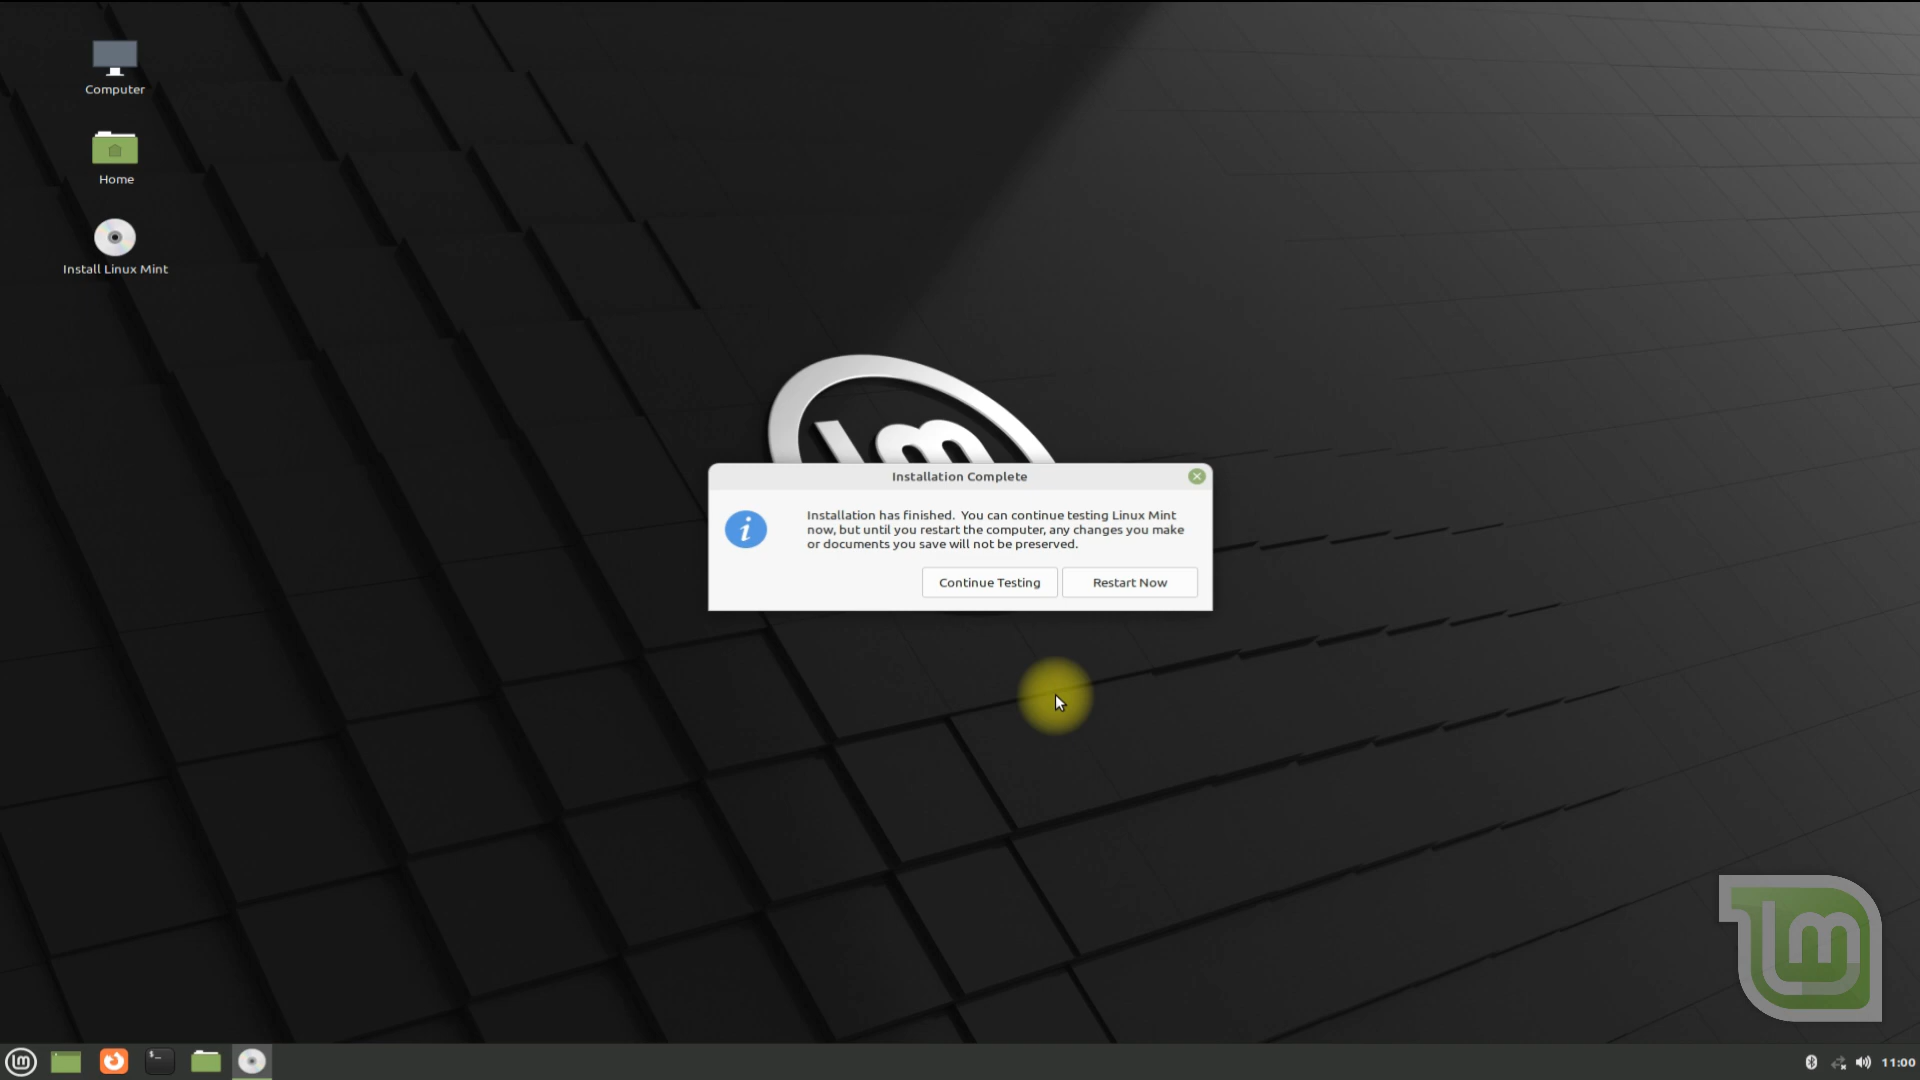 Computer
Home
Install Linux Mint
Installation Complete
Installation has finished. You can continue testing Linux Mint
now, but until you restart the computer, any changes you make
or documents you save will not be preserved.
Continue Testing
Restart Now
11:00